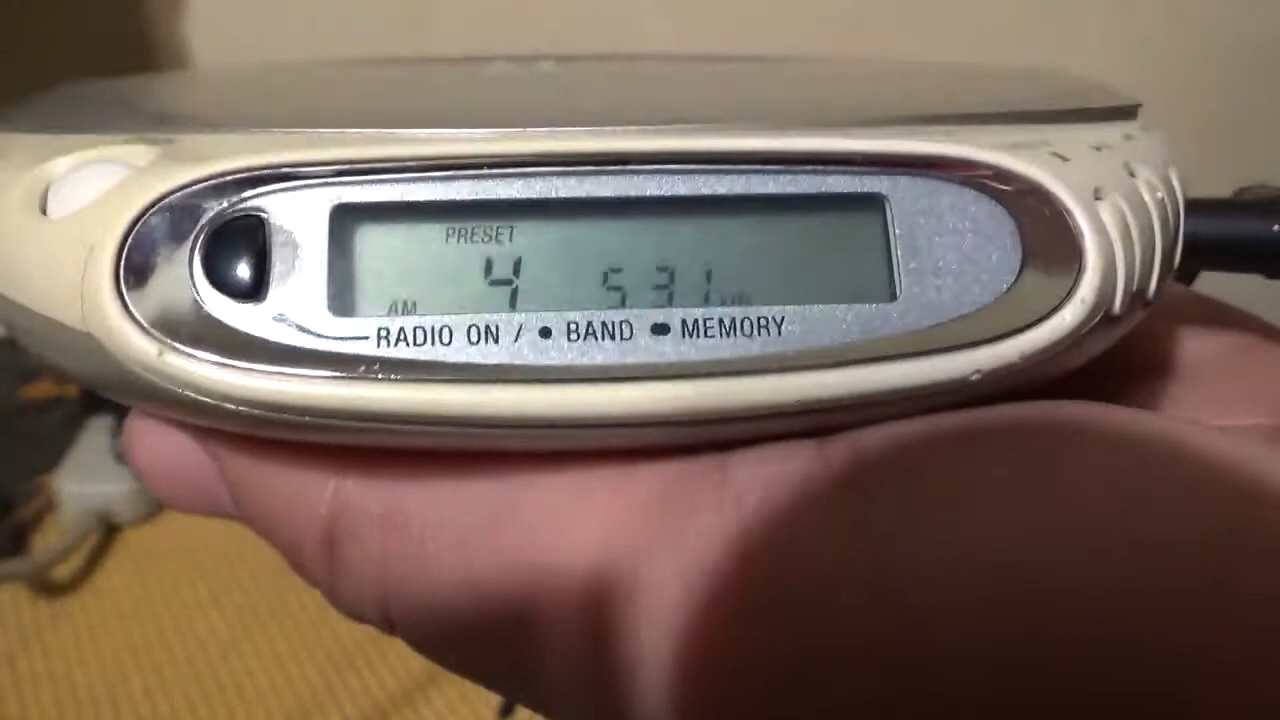 PRESET
4 531 kHz
AM
RADIO ON / ● BAND ⬬ MEMORY